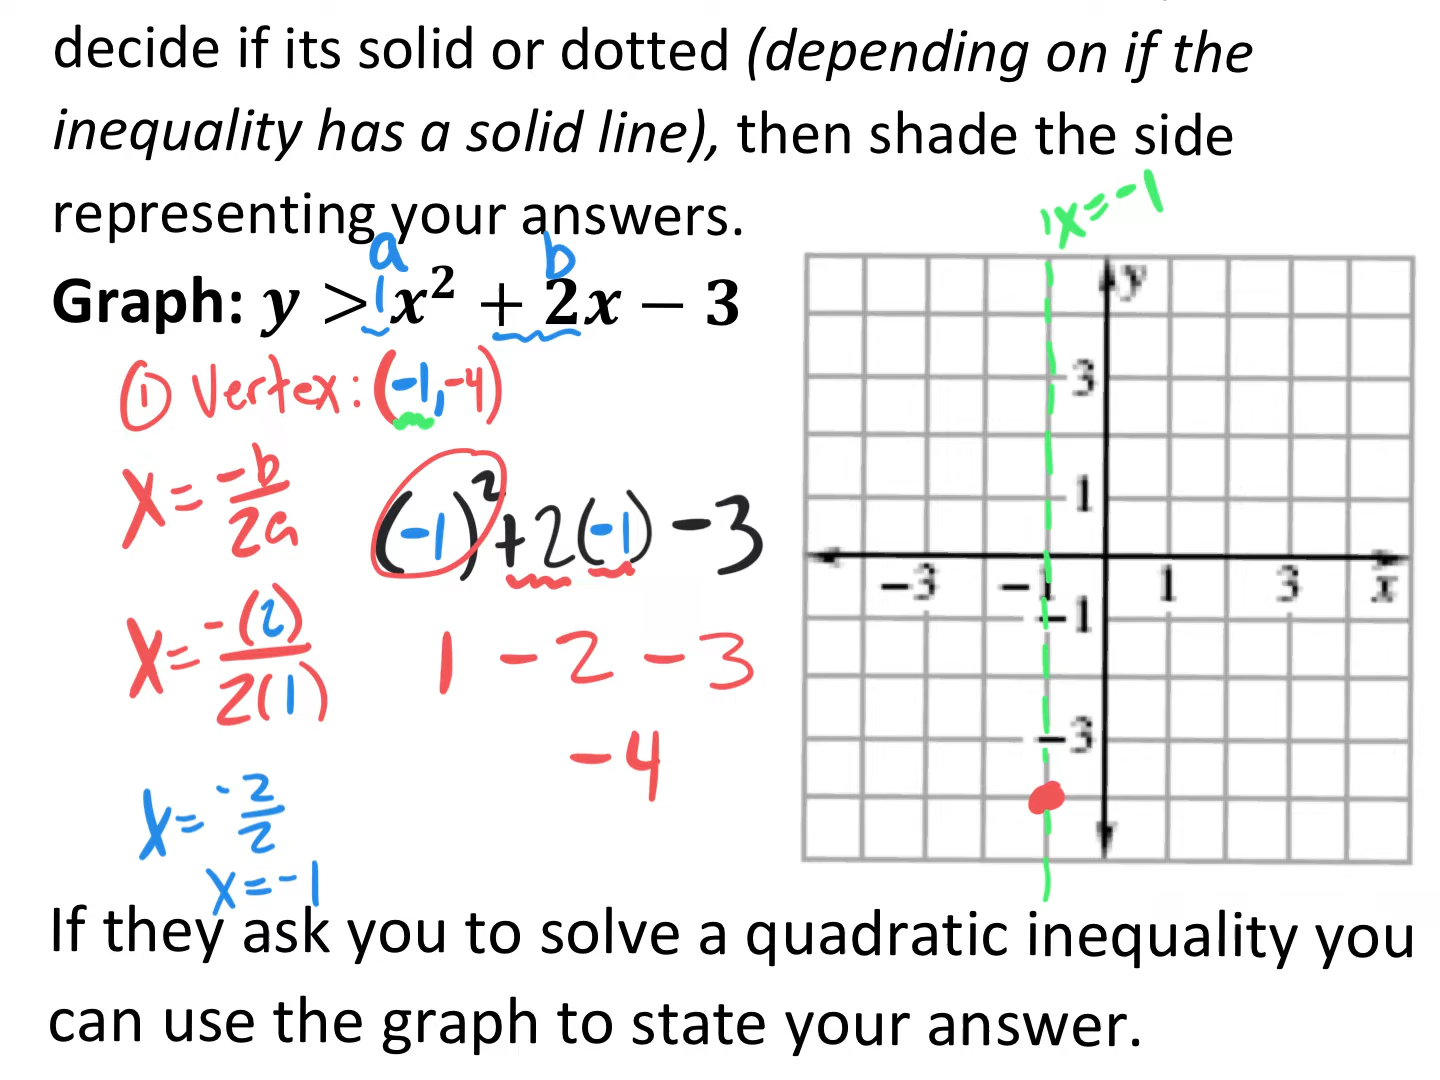 decide if its solid or dotted (depending on if the
inequality has a solid line), then shade the side
representing your answers.
x=-1
a b
Graph: y > 1x² + 2x − 3
① Vertex: (-1,-4)
x = -b/2a
(-1)² + 2(-1) - 3
x = -(2)/2(1)
1 - 2 - 3
-4
x = -2/2
x = -1
y
3
1
-3 -1 1 3 x
-1
-3
If they ask you to solve a quadratic inequality you
can use the graph to state your answer.